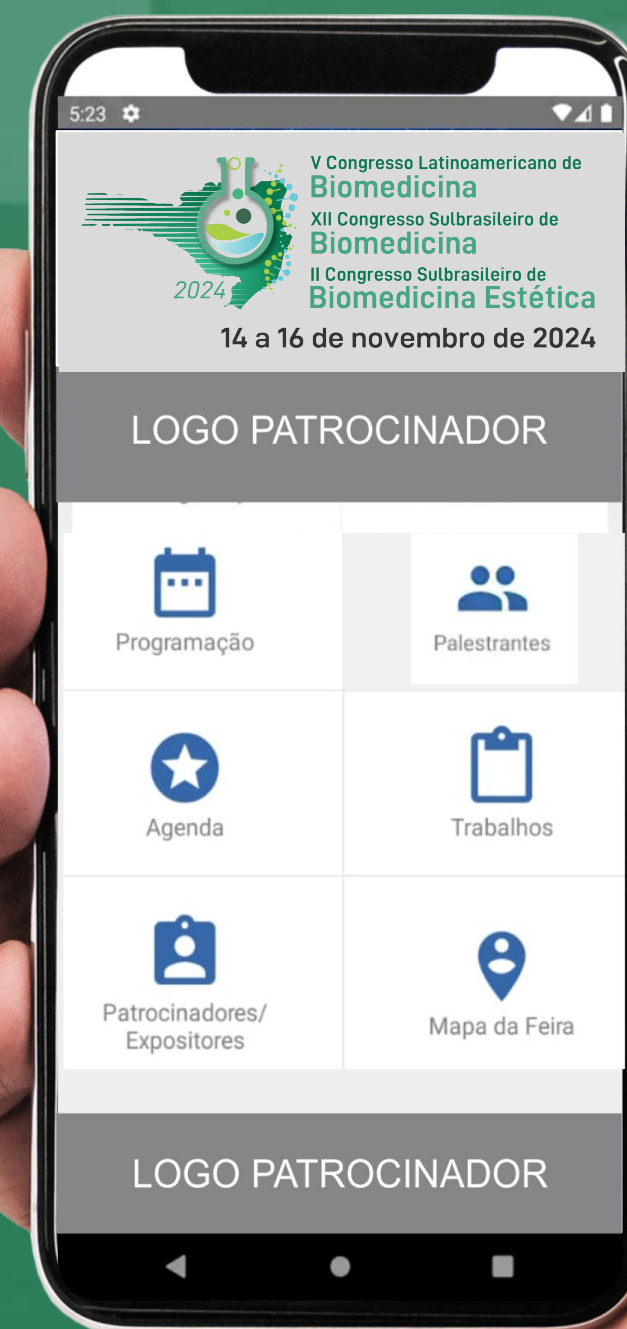 5:23
V Congresso Latinoamericano de
Biomedicina
XII Congresso Sulbrasileiro de
Biomedicina
II Congresso Sulbrasileiro de
Biomedicina Estética
2024
14 a 16 de novembro de 2024
LOGO PATROCINADOR
Programação
Palestrantes
Agenda
Trabalhos
Patrocinadores/
Expositores
Mapa da Feira
LOGO PATROCINADOR